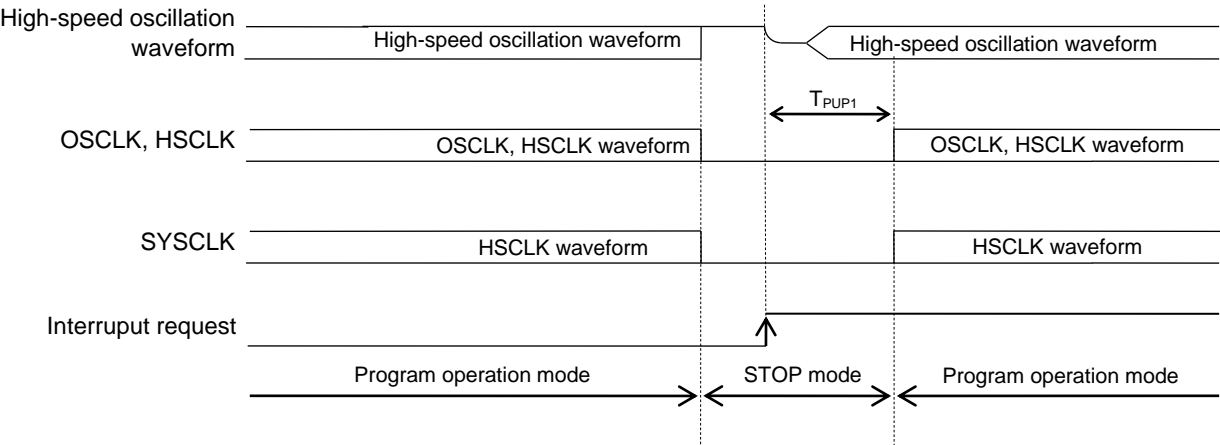 High-speed oscillation
waveform
High-speed oscillation waveform
High-speed oscillation waveform
TPUP1
OSCLK, HSCLK
OSCLK, HSCLK waveform
OSCLK, HSCLK waveform
SYSCLK
HSCLK waveform
HSCLK waveform
Interruput request
Program operation mode
STOP mode
Program operation mode